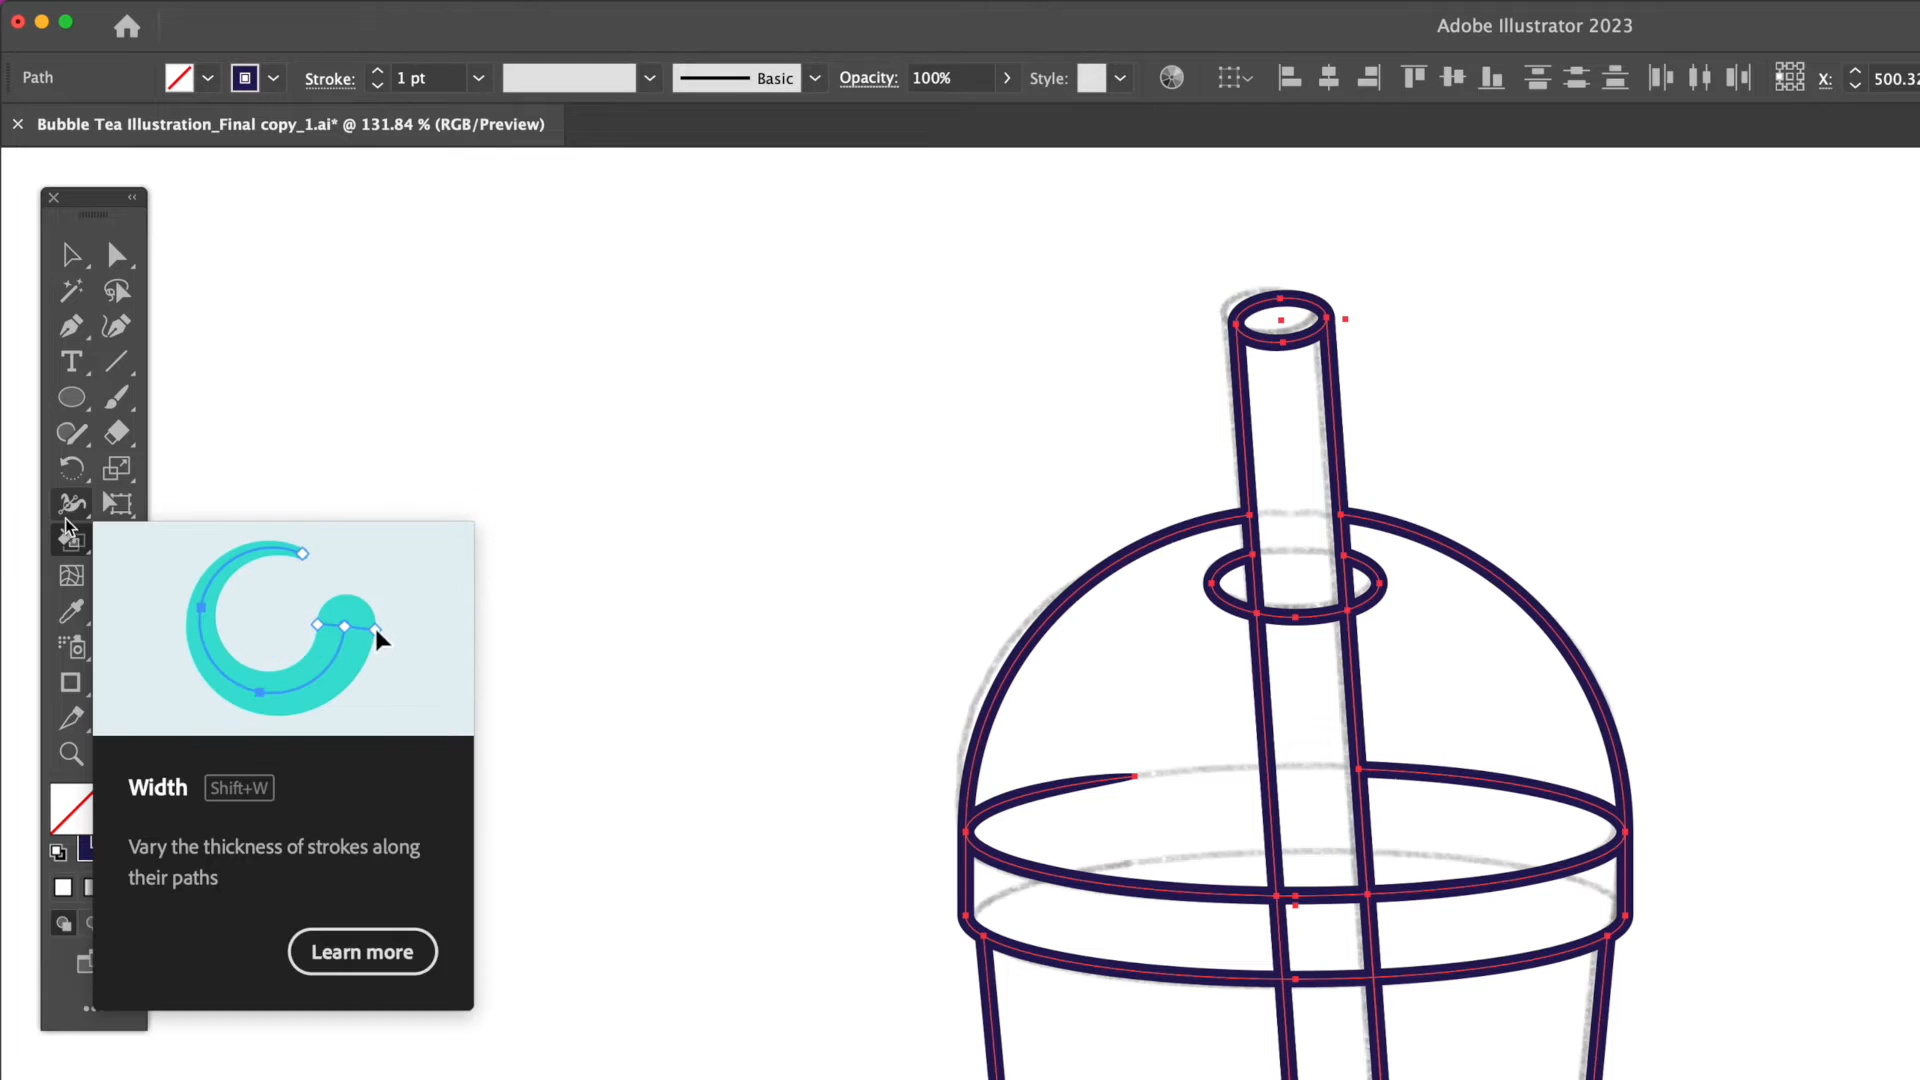 Adobe Illustrator 2023
Path
Stroke:
1 pt
Basic
Opacity:
100%
Style:
X:
500.32
Bubble Tea Illustration_Final copy_1.ai* @ 131.84 % (RGB/Preview)
Width
Shift+W
Vary the thickness of strokes along
their paths
Learn more